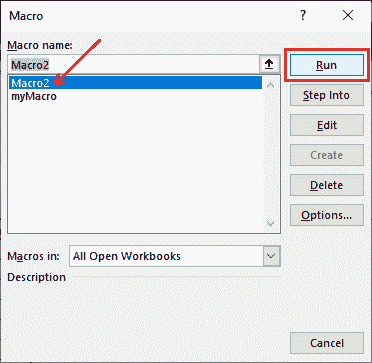 Macro
?
Macro name:
Macro2
Run
Macro2
myMacro
Step Into
Edit
Create
Delete
Options...
Macros in:
All Open Workbooks
Description
Cancel